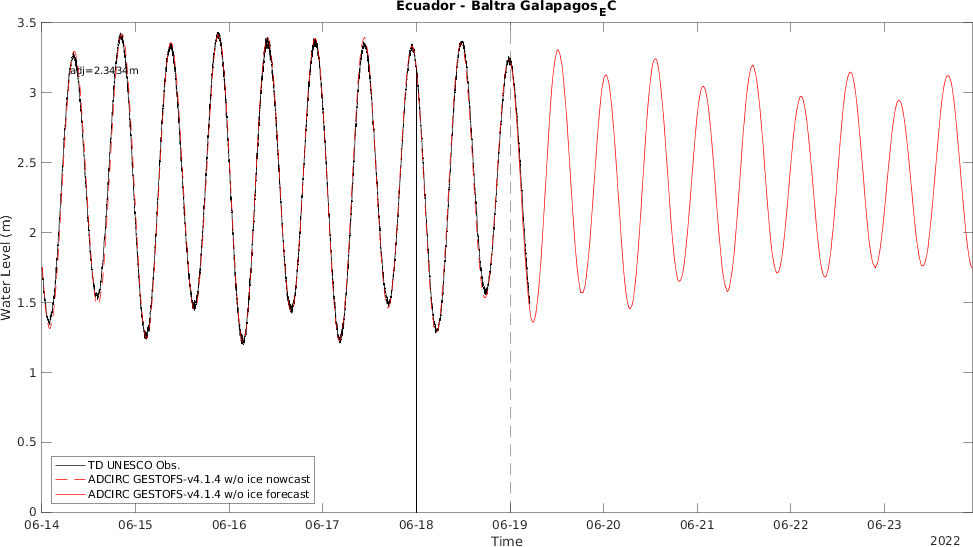 Ecuador - Baltra GalapagosEC
3.5
3
2.5
2
1.5
1
0.5
0
Water Level (m)
adj=2.3434m
TD UNESCO Obs.
ADCIRC GESTOFS-v4.1.4 w/o ice nowcast
ADCIRC GESTOFS-v4.1.4 w/o ice forecast
06-14 06-15 06-16 06-17 06-18 06-19 06-20 06-21 06-22 06-23
Time
2022